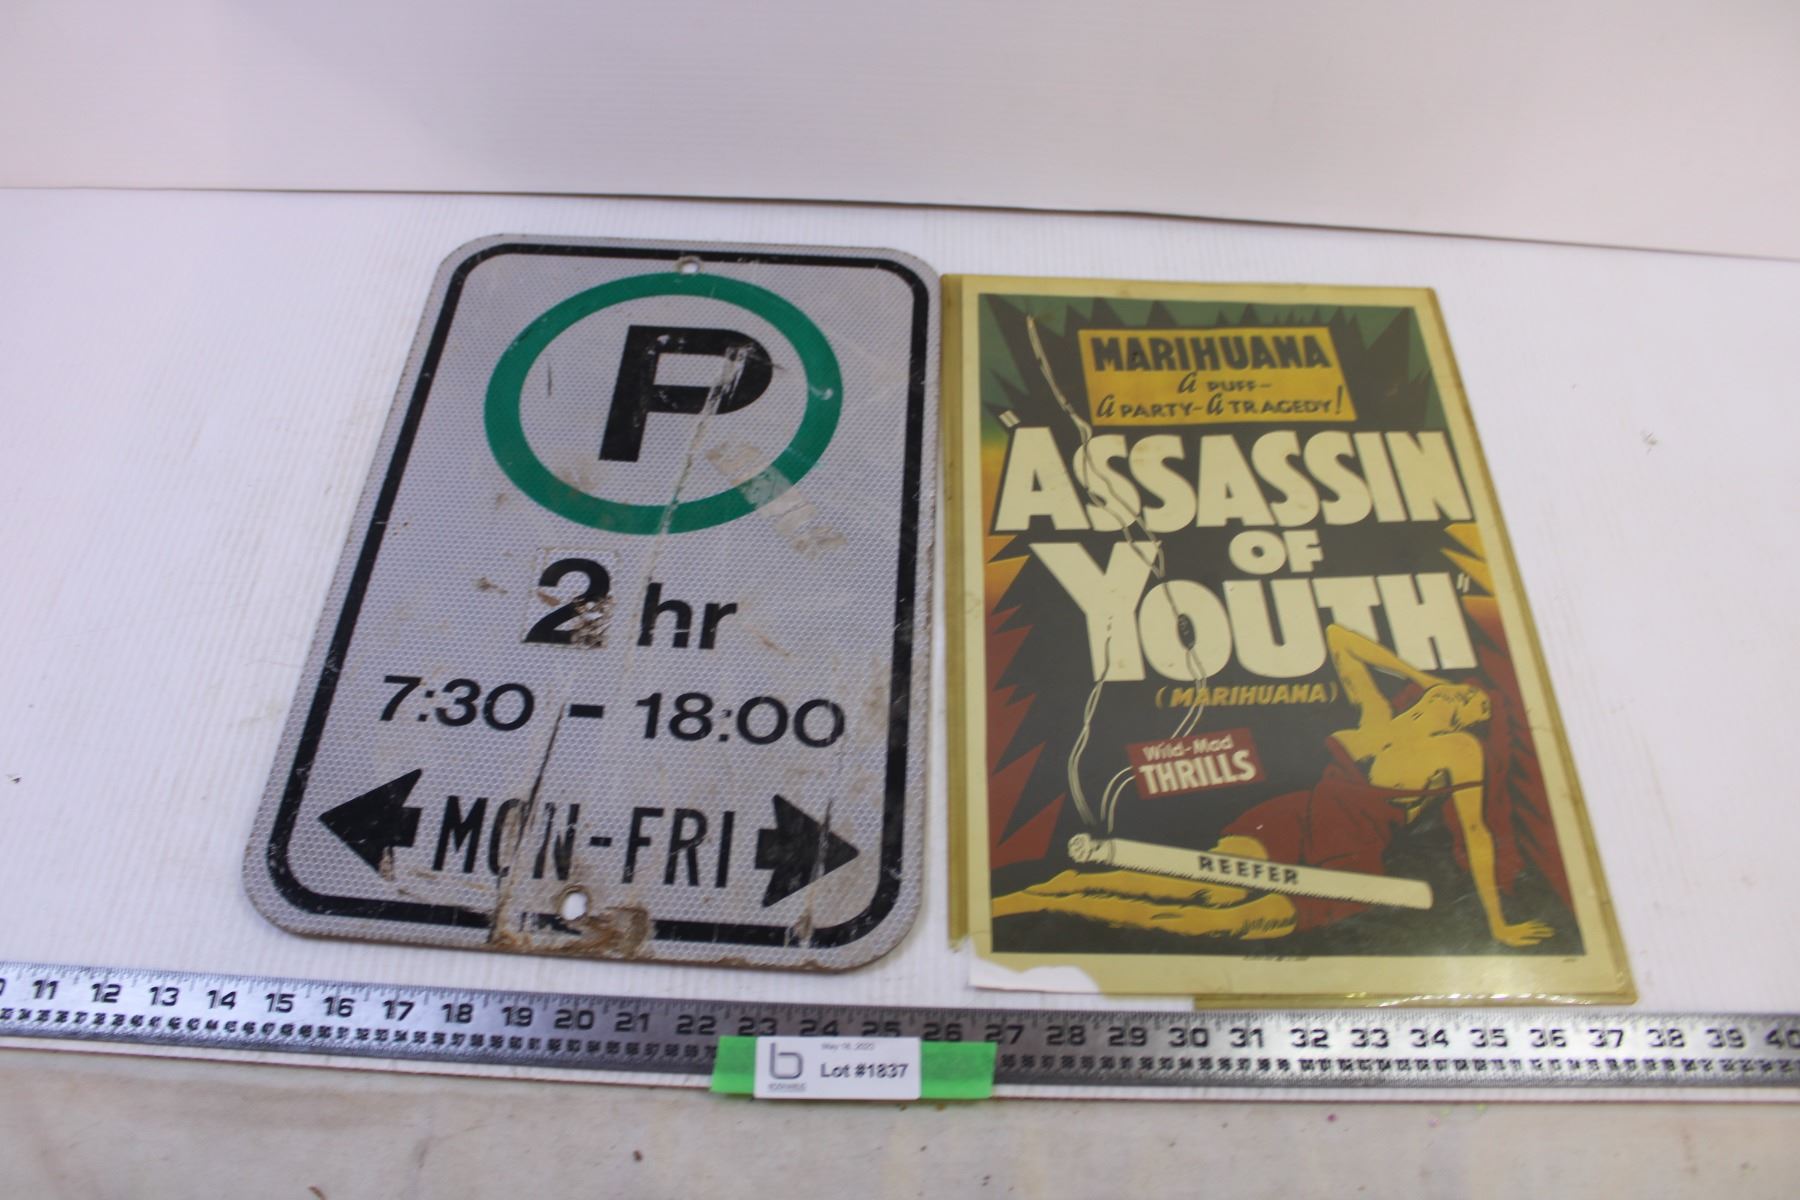 P
2 hr
7:30 - 18:00
MON-FRI
MARIHUANA
A PUFF-
A PARTY-A TRAGEDY!
"ASSASSIN
OF
YOUTH"
(MARIHUANA)
Wild-Mad
THRILLS
REEFER
11 12 13 14 15 16 17 18 19 20 21 22 23 24 25 26 27 28 29 30 31 32 33 34 35 36 37 38 39 40
b
Lot #1837